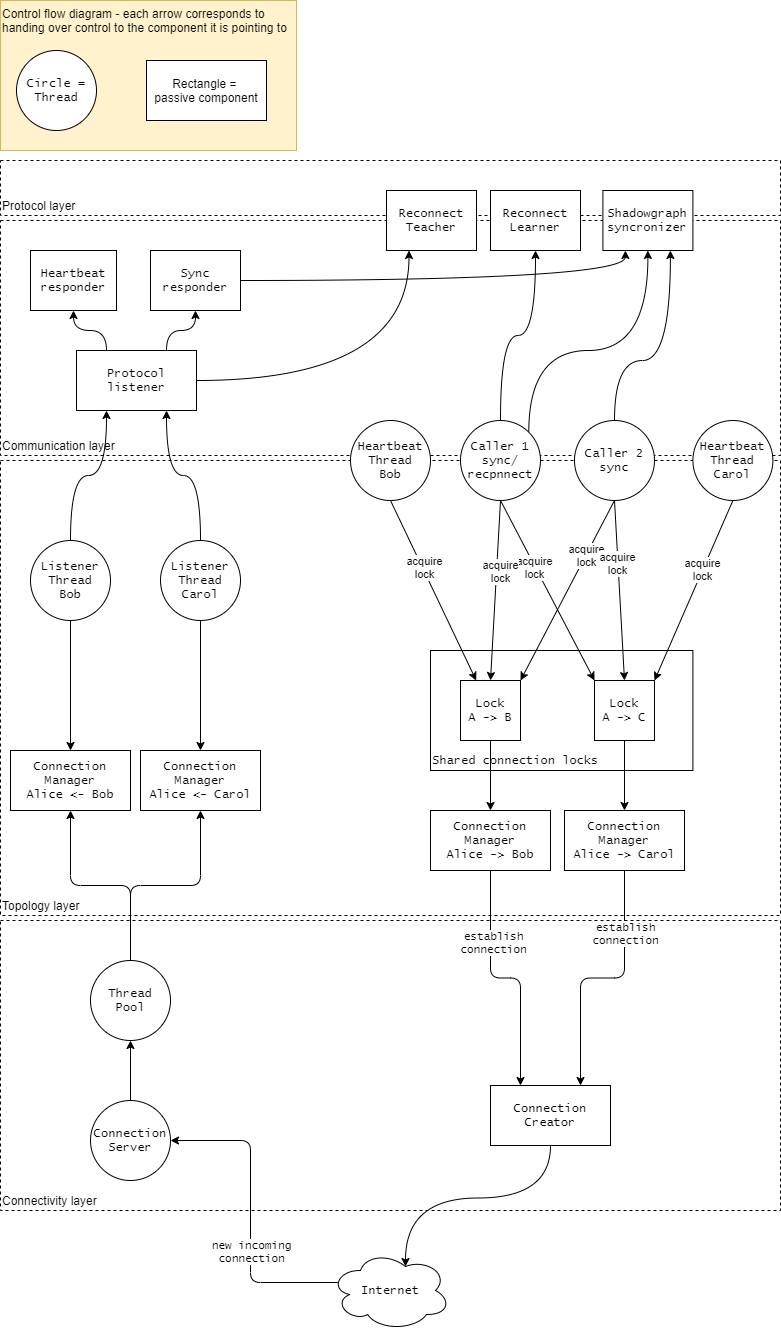 Control flow diagram - each arrow corresponds to
handing over control to the component it is pointing to
Circle =
Thread
Rectangle =
passive component
Protocol layer
Reconnect
Teacher
Reconnect
Learner
Shadowgraph
syncronizer
Heartbeat
responder
Sync
responder
Protocol
listener
Communication layer
Heartbeat
Thread
Bob
Caller 1
sync/
recpnnect
Caller 2
sync
Heartbeat
Thread
Carol
Listener
Thread
Bob
Listener
Thread
Carol
acquire
lock
acquire
lock
acquire
lock
acquire
lock
acquire
lock
acquire
lock
Lock
A -> B
Lock
A -> C
Shared connection locks
Connection
Manager
Alice <- Bob
Connection
Manager
Alice <- Carol
Connection
Manager
Alice -> Bob
Connection
Manager
Alice -> Carol
Topology layer
establish
connection
establish
connection
Thread
Pool
Connection
Server
Connection
Creator
Connectivity layer
new incoming
connection
Internet